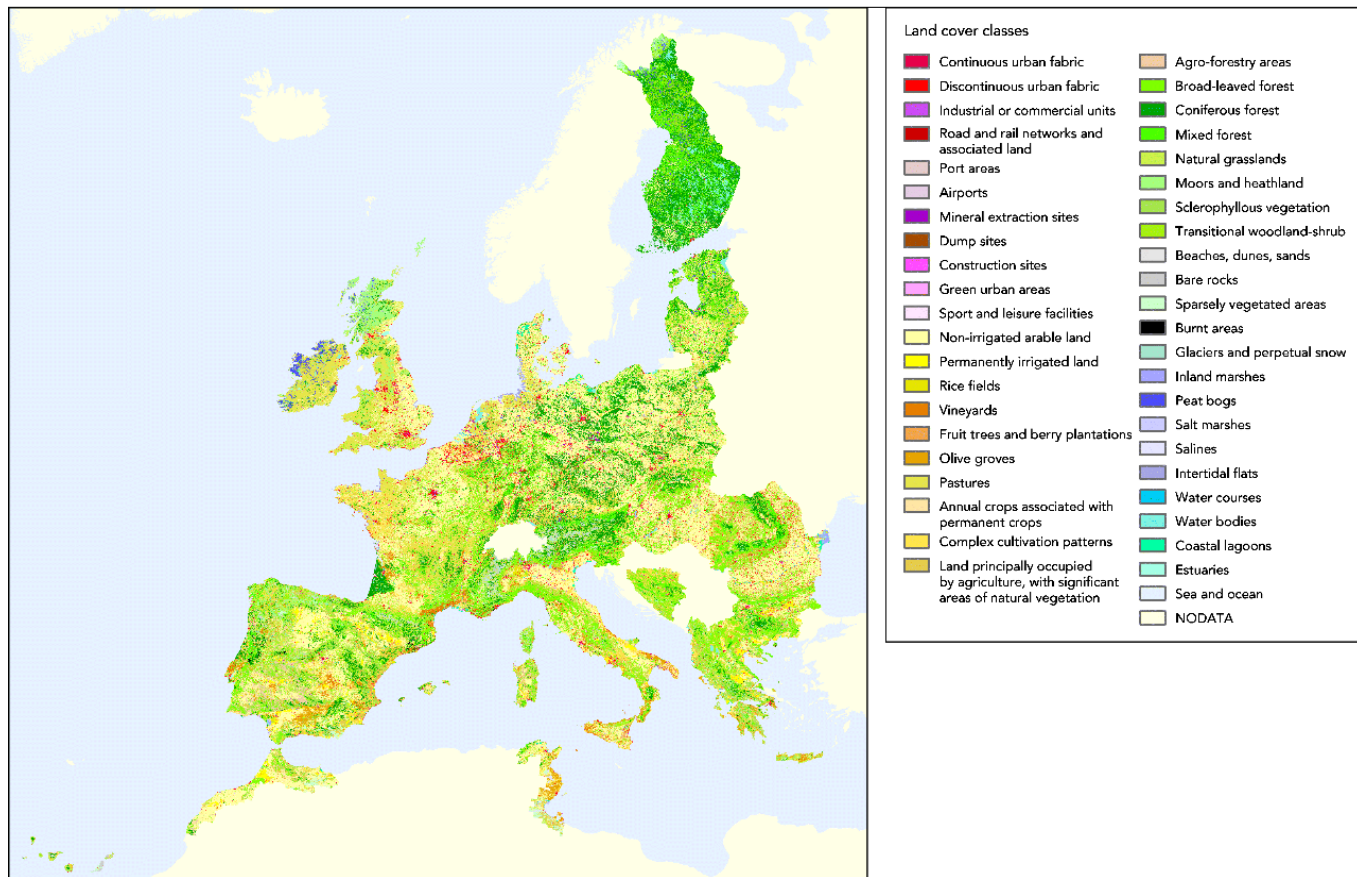 Land cover classes
Continuous urban fabric
Discontinuous urban fabric
Industrial or commercial units
Road and rail networks and
associated land
Port areas
Airports
Mineral extraction sites
Dump sites
Construction sites
Green urban areas
Sport and leisure facilities
Non-irrigated arable land
Permanently irrigated land
Rice fields
Vineyards
Fruit trees and berry plantations
Olive groves
Pastures
Annual crops associated with
permanent crops
Complex cultivation patterns
Land principally occupied
by agriculture, with significant
areas of natural vegetation
Agro-forestry areas
Broad-leaved forest
Coniferous forest
Mixed forest
Natural grasslands
Moors and heathland
Sclerophyllous vegetation
Transitional woodland-shrub
Beaches, dunes, sands
Bare rocks
Sparsely vegetated areas
Burnt areas
Glaciers and perpetual snow
Inland marshes
Peat bogs
Salt marshes
Salines
Intertidal flats
Water courses
Water bodies
Coastal lagoons
Estuaries
Sea and ocean
NODATA